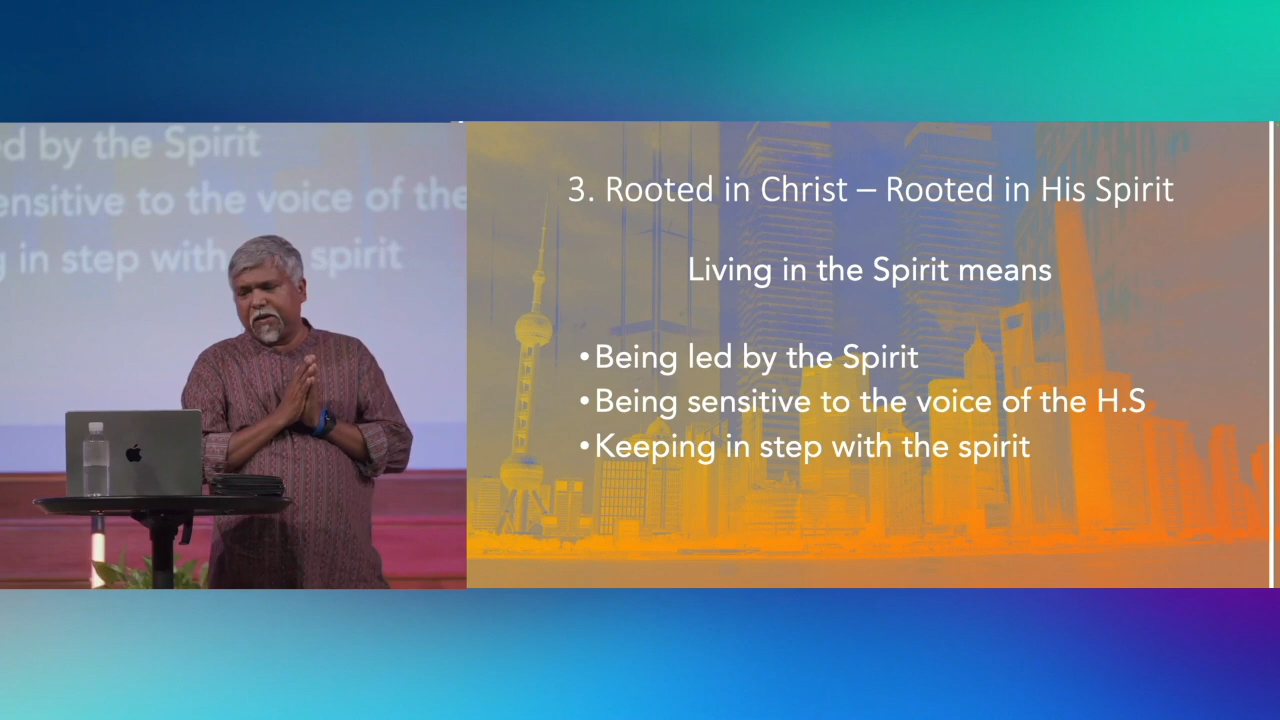 ed by the Spirit
ensitive to the voice of the
g in step with spirit
3. Rooted in Christ – Rooted in His Spirit
Living in the Spirit means
•Being led by the Spirit
•Being sensitive to the voice of the H.S
•Keeping in step with the spirit